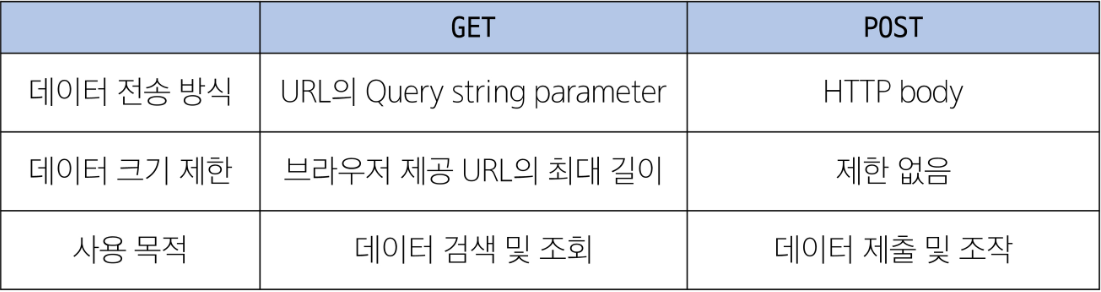 GET POST
데이터 전송 방식 URL의 Query string parameter HTTP body
데이터 크기 제한 브라우저 제공 URL의 최대 길이 제한 없음
사용 목적 데이터 검색 및 조회 데이터 제출 및 조작